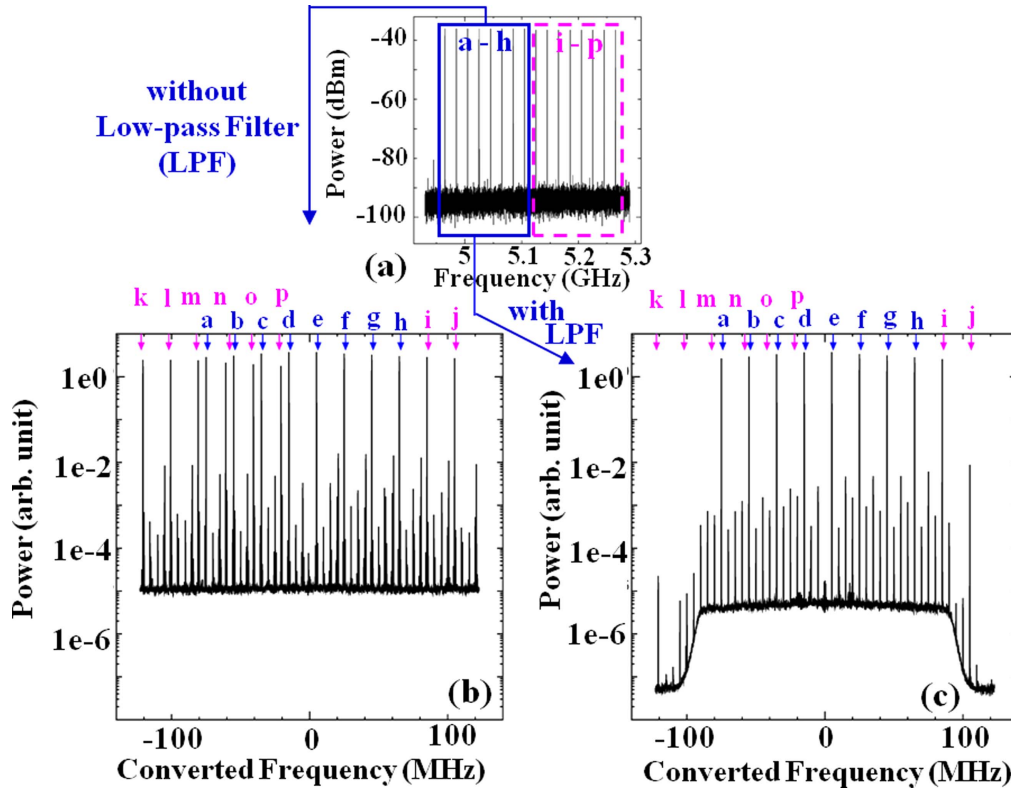 without
Low-pass Filter
(LPF)
Power (dBm)
-40
-60
-80
-100
a - h
i - p
5
5.1
5.2
5.3
(a)
Frequency (GHz)
with
LPF
k l m n o p
a b c d e f g h i j
Power (arb. unit)
1e0
1e-2
1e-4
1e-6
(b)
-100
0
100
Converted Frequency (MHz)
k l m n o p
a b c d e f g h i j
Power (arb. unit)
1e0
1e-2
1e-4
1e-6
(c)
-100
0
100
Converted Frequency (MHz)